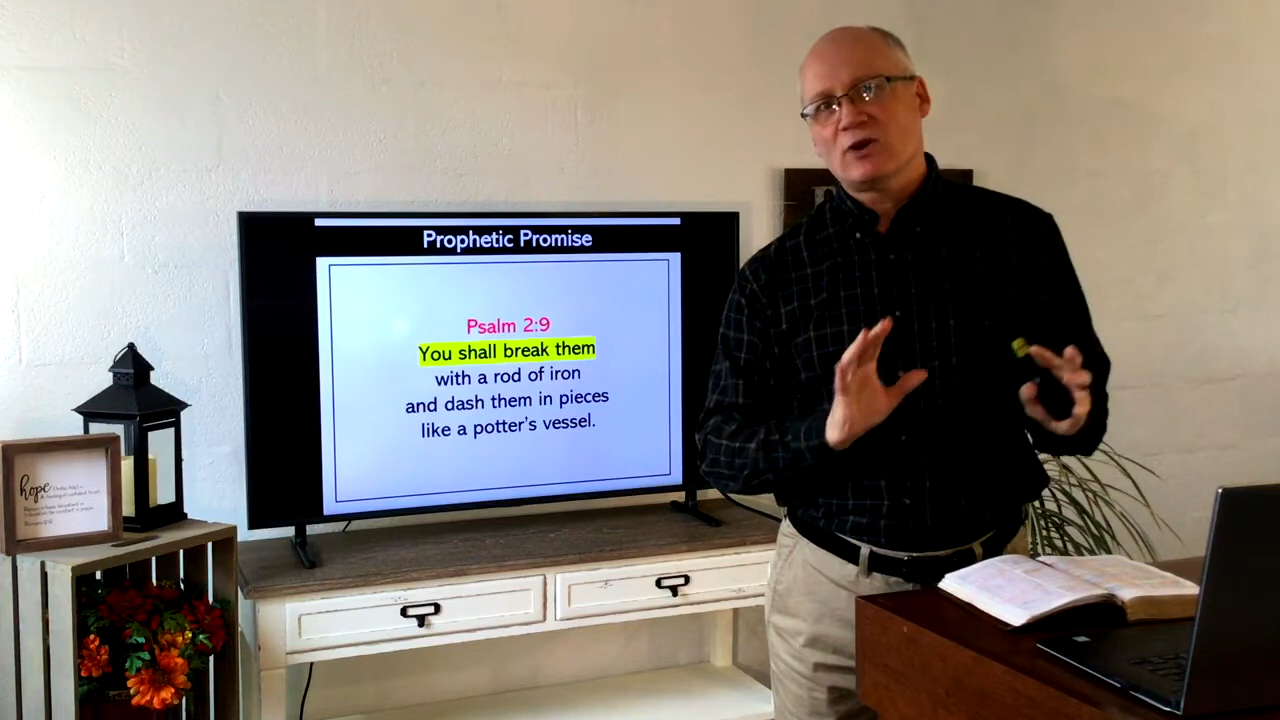 Prophetic Promise
Psalm 2:9
You shall break them
with a rod of iron
and dash them in pieces
like a potter's vessel.
hope